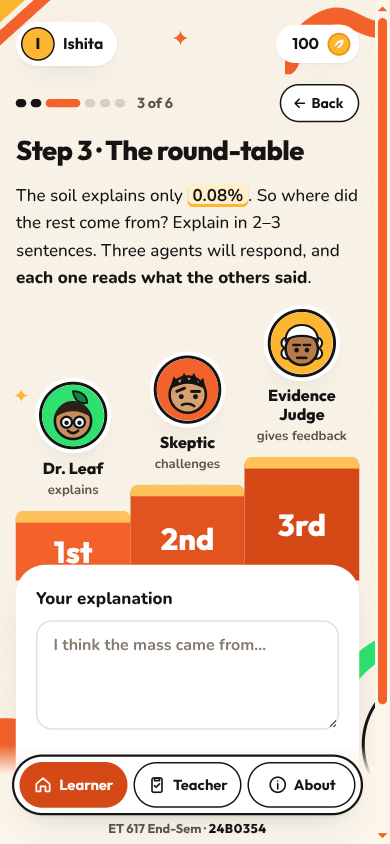 I Ishita
100
3 of 6
← Back
Step 3 · The round-table
The soil explains only 0.08%. So where did
the rest come from? Explain in 2–3
sentences. Three agents will respond, and
each one reads what the others said.
Evidence
Judge
gives feedback
Skeptic
challenges
Dr. Leaf
explains
1st
2nd
3rd
Your explanation
I think the mass came from...
Learner
Teacher
About
ET 617 End-Sem · 24B0354